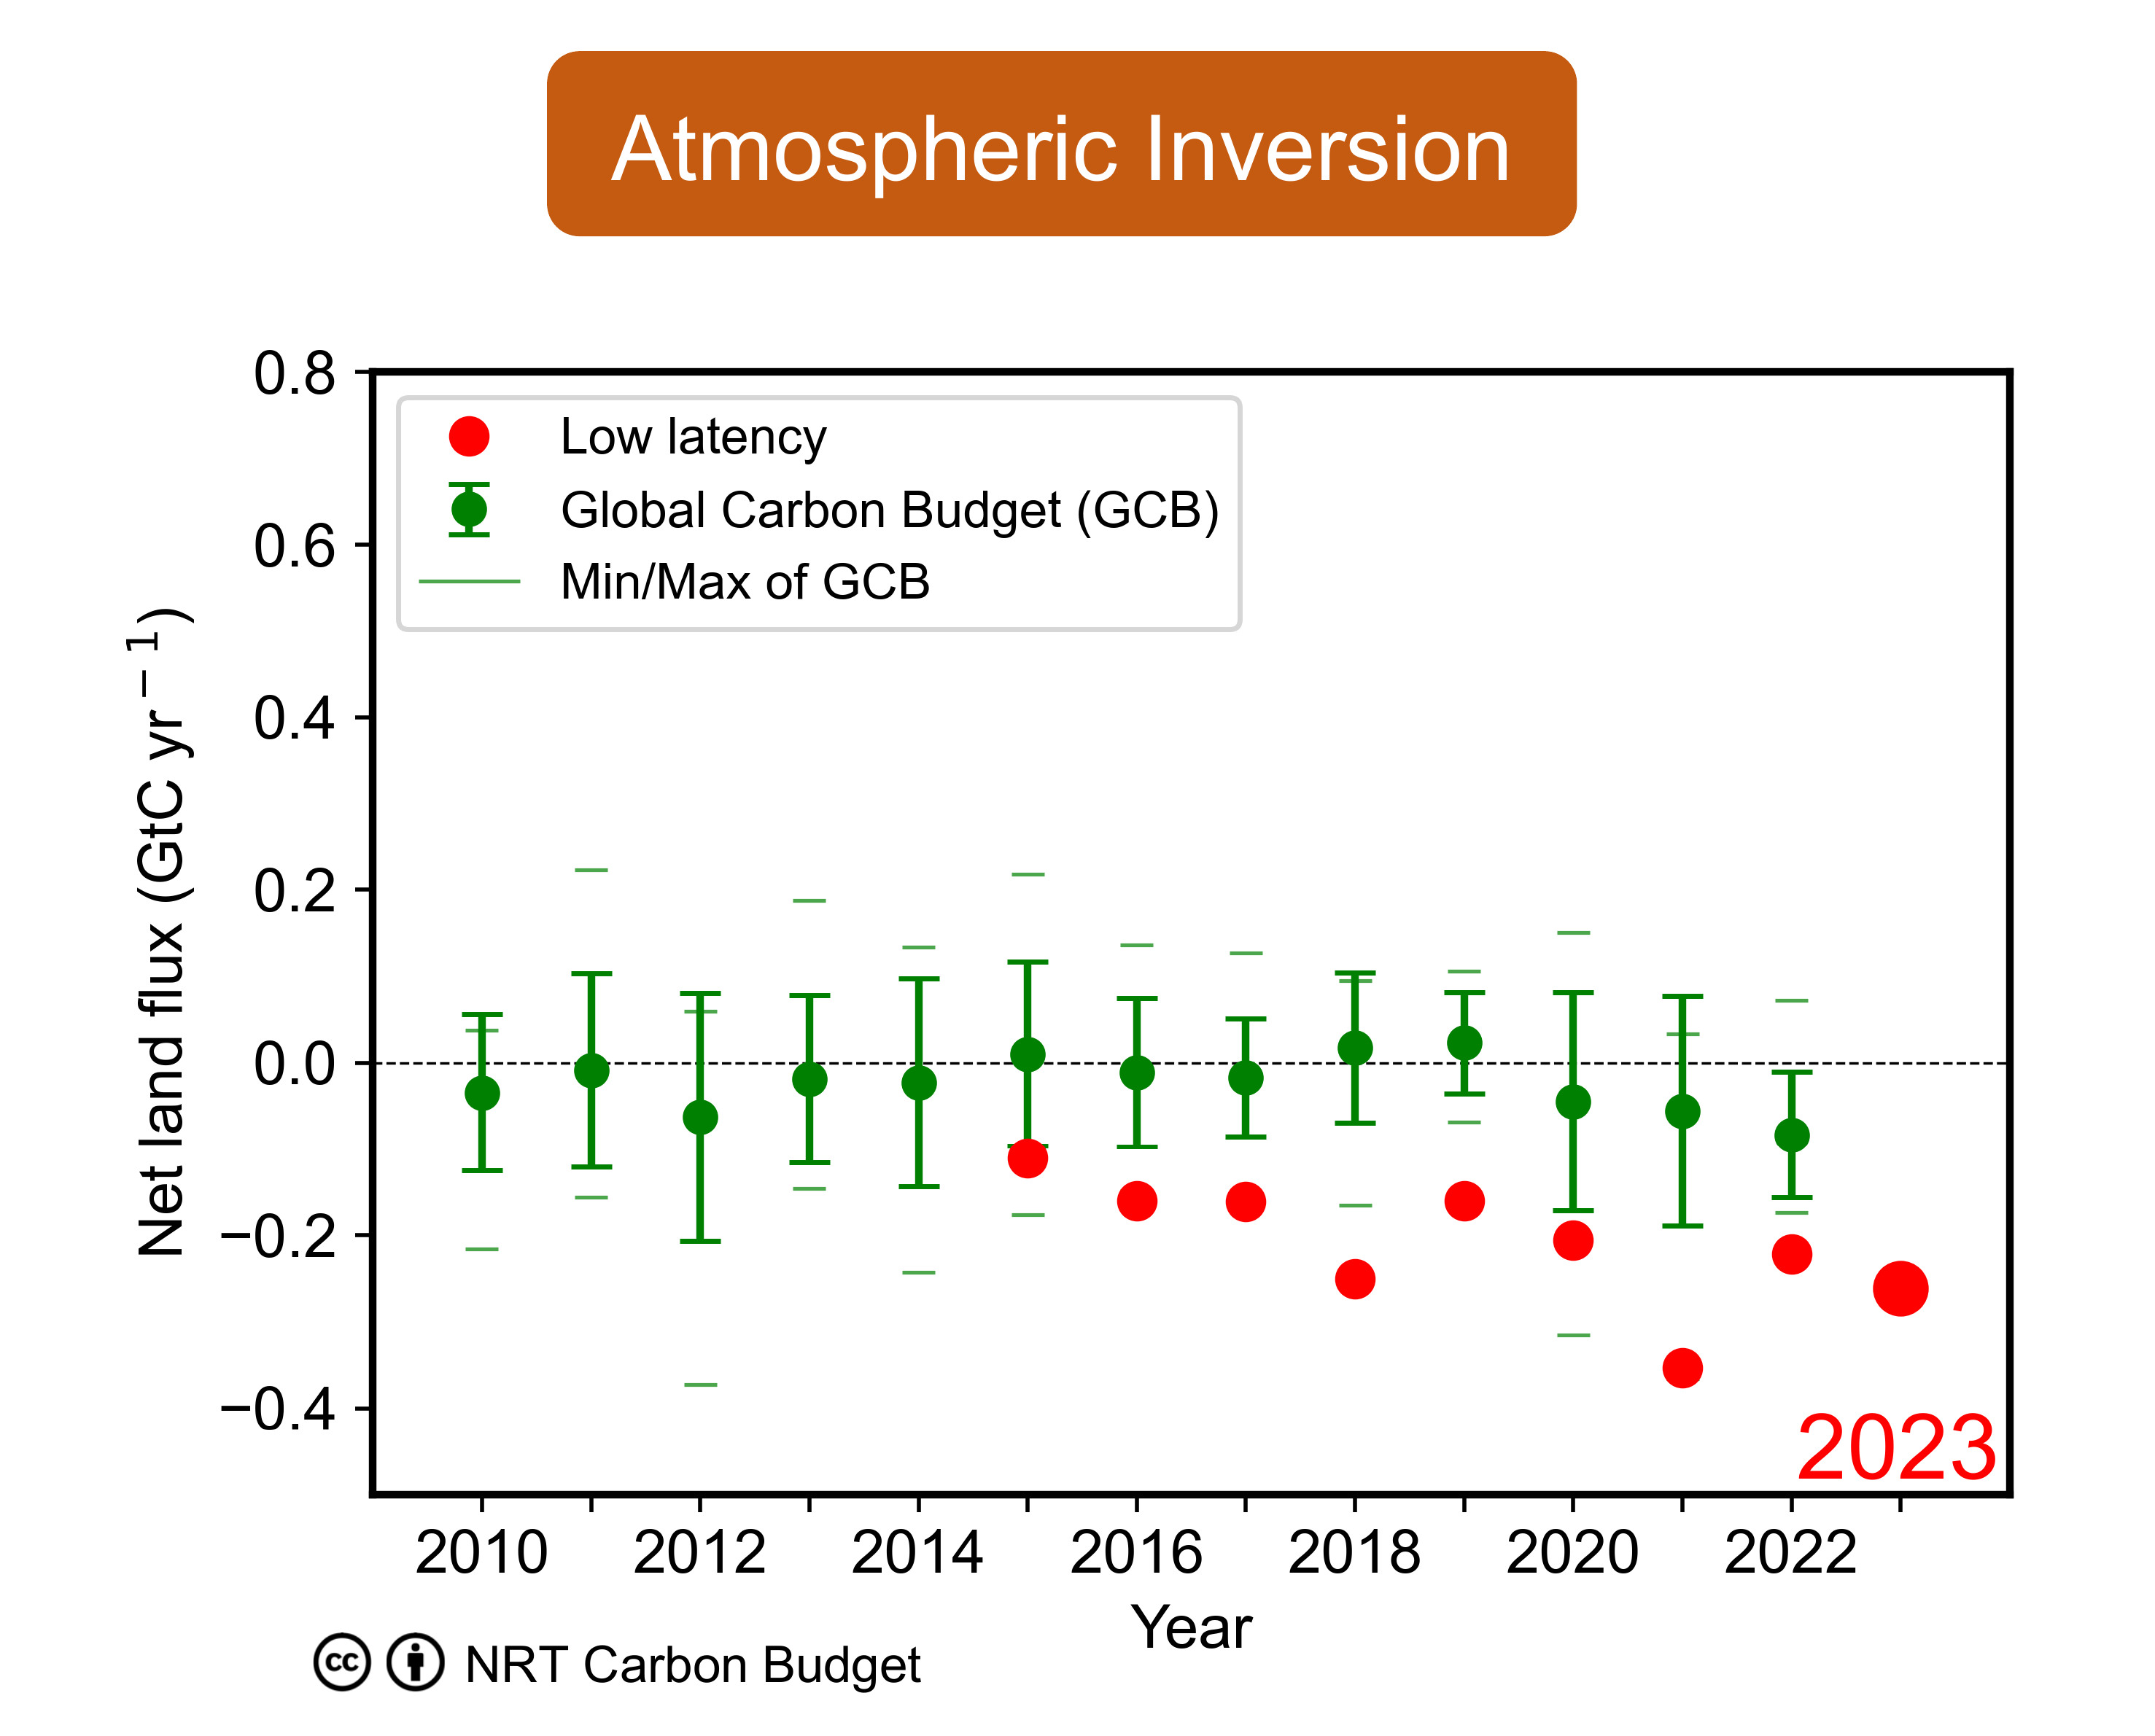 Atmospheric Inversion
0.8
0.6
0.4
0.2
0.0
−0.2
−0.4
Net land flux (GtC yr⁻¹)
Low latency
Global Carbon Budget (GCB)
Min/Max of GCB
2023
2010 2012 2014 2016 2018 2020 2022
Year
cc NRT Carbon Budget